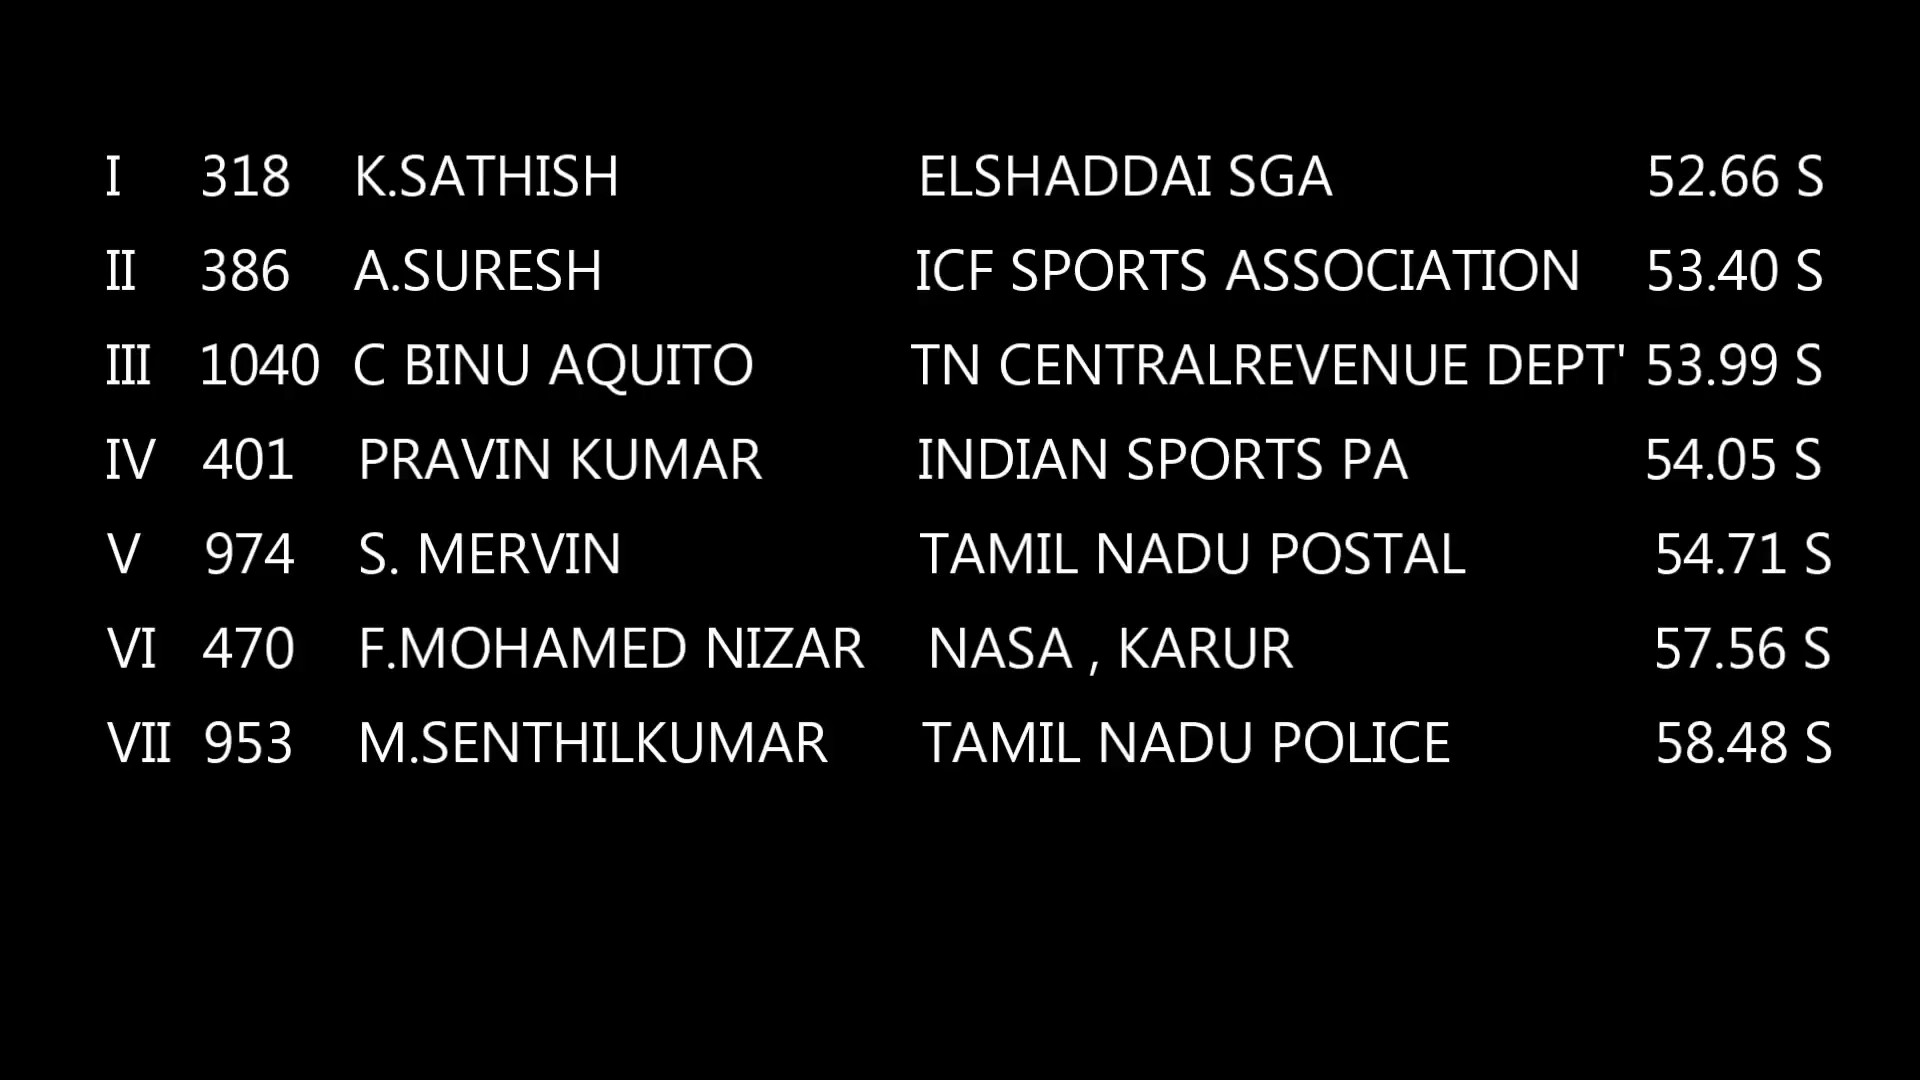 I 318 K.SATHISH ELSHADDAI SGA 52.66 S
II 386 A.SURESH ICF SPORTS ASSOCIATION 53.40 S
III 1040 C BINU AQUITO TN CENTRALREVENUE DEPT' 53.99 S
IV 401 PRAVIN KUMAR INDIAN SPORTS PA 54.05 S
V 974 S. MERVIN TAMIL NADU POSTAL 54.71 S
VI 470 F.MOHAMED NIZAR NASA , KARUR 57.56 S
VII 953 M.SENTHILKUMAR TAMIL NADU POLICE 58.48 S